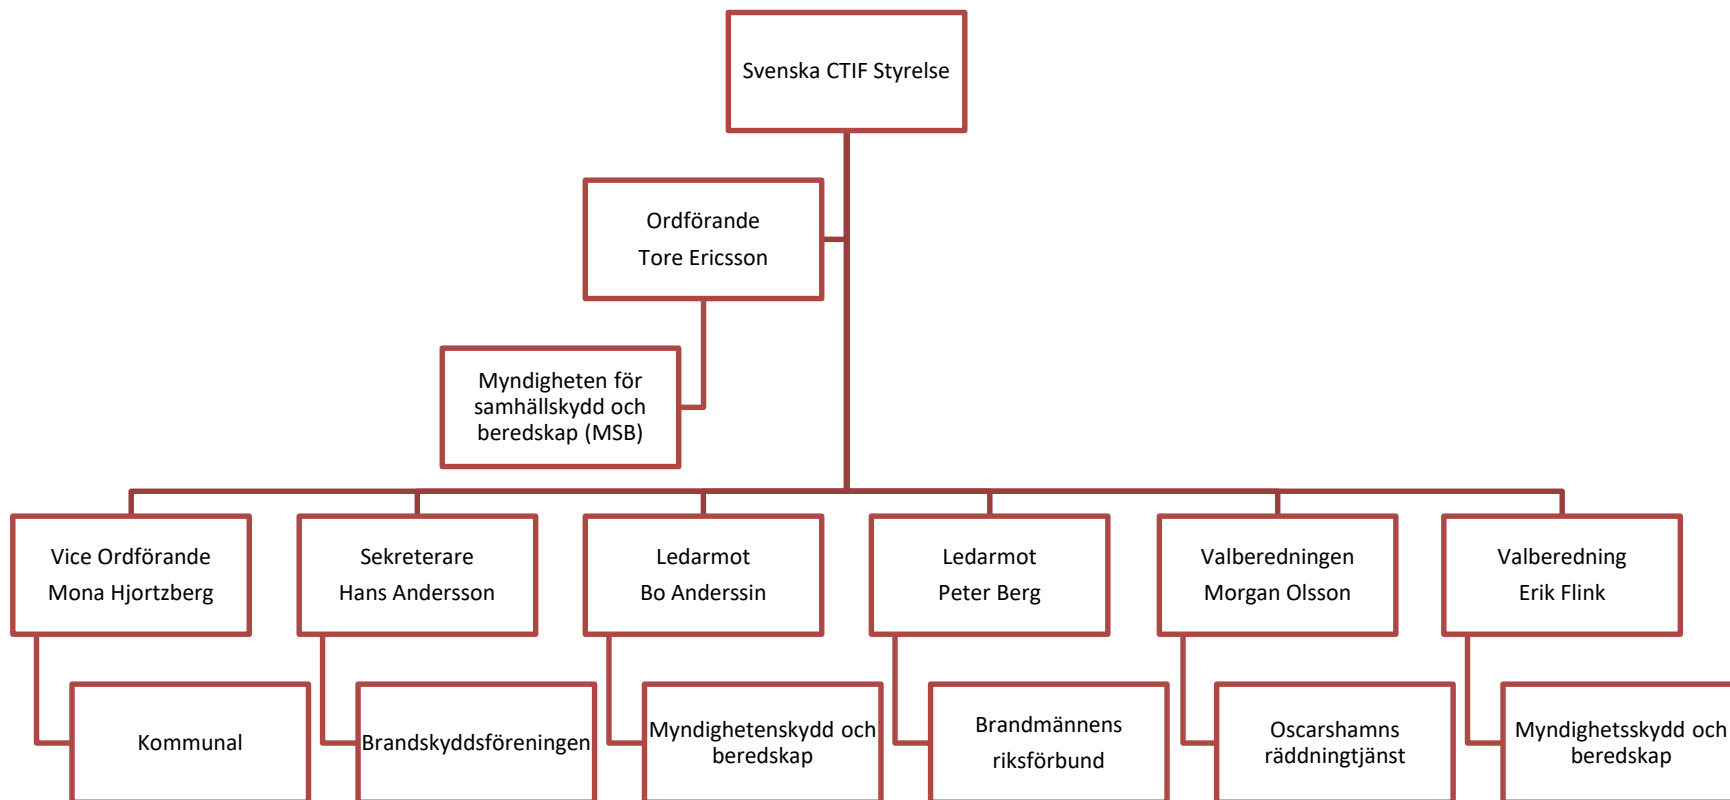 Svenska CTIF Styrelse
Ordförande
Tore Ericsson
Myndigheten för
samhällskydd och
beredskap (MSB)
Vice Ordförande
Mona Hjortzberg
Sekreterare
Hans Andersson
Ledarmot
Bo Anderssin
Ledarmot
Peter Berg
Valberedningen
Morgan Olsson
Valberedning
Erik Flink
Kommunal
Brandskyddsföreningen
Myndighetenskydd och
beredskap
Brandmännens
riksförbund
Oscarshamns
räddningtjänst
Myndighetsskydd och
beredskap